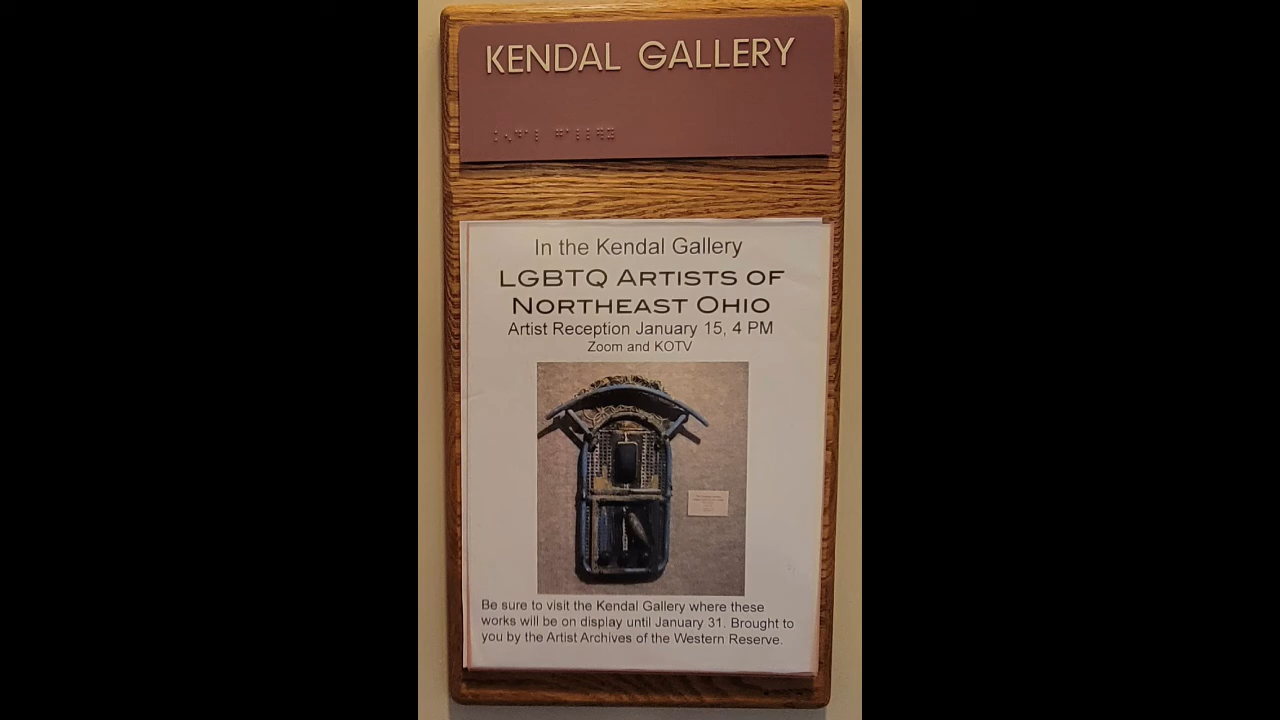 KENDAL GALLERY
In the Kendal Gallery
LGBTQ ARTISTS OF
NORTHEAST OHIO
Artist Reception January 15, 4 PM
Zoom and KOTV
Be sure to visit the Kendal Gallery where these
works will be on display until January 31. Brought to
you by the Artist Archives of the Western Reserve.